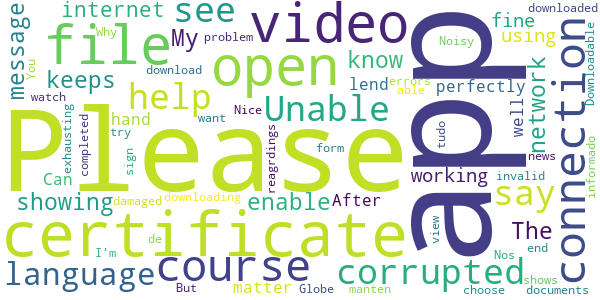 internet
see
video
app
fine
downloaded
message
file
My
Why
problem
Noisy
using
connection
Downloadable
You
keeps
download
open
know
errors
watch
help
lend
able
perfectly
network
Please
exhausting
completed
hand
Nice
want
Unable
well
try
tudo
reagrdings
form
sign
working
news
informado
Can
showing
damaged
downloading
enable
After
say
invalid
The
certificate
I'm
de
view
Nos
end
shows
language
course
But
matter
Globe
corrupted
manten
choose
documents